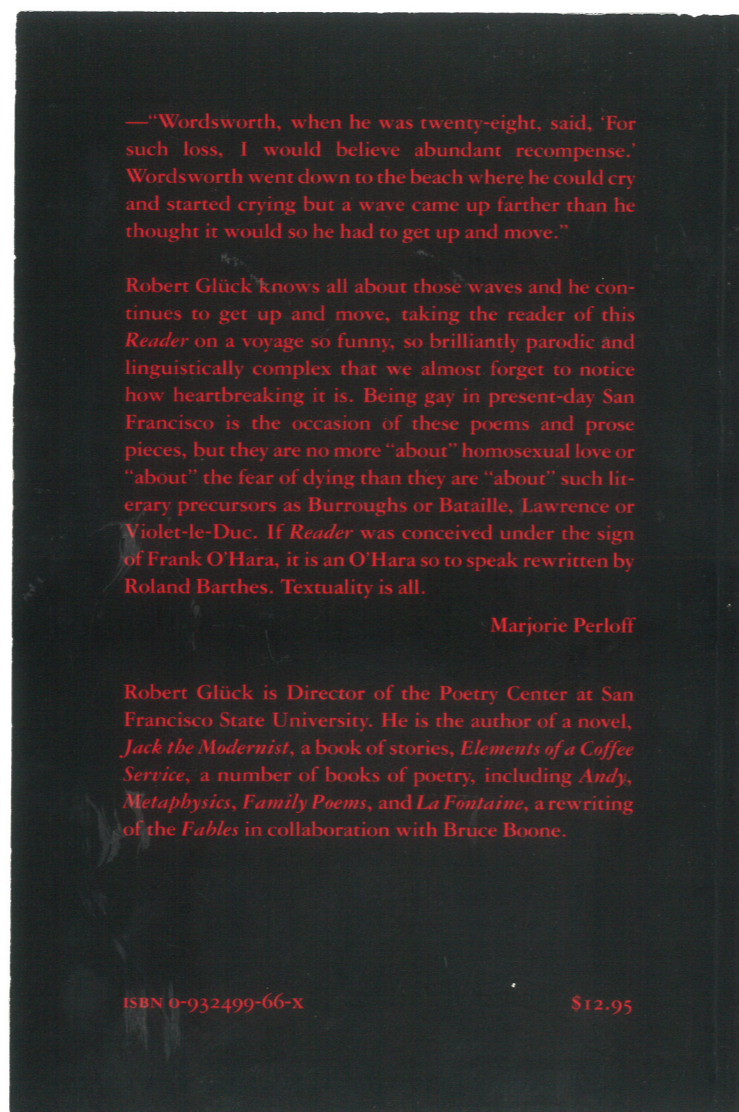 —“Wordsworth, when he was twenty-eight, said, ‘For
such loss, I would believe abundant recompense.’
Wordsworth went down to the beach where he could cry
and started crying but a wave came up farther than he
thought it would so he had to get up and move.”
Robert Glück knows all about those waves and he con-
tinues to get up and move, taking the reader of this
Reader on a voyage so funny, so brilliantly parodic and
linguistically complex that we almost forget to notice
how heartbreaking it is. Being gay in present-day San
Francisco is the occasion of these poems and prose
pieces, but they are no more “about” homosexual love or
“about” the fear of dying than they are “about” such lit-
erary precursors as Burroughs or Bataille, Lawrence or
Violet-le-Duc. If Reader was conceived under the sign
of Frank O’Hara, it is an O’Hara so to speak rewritten by
Roland Barthes. Textuality is all.
Marjorie Perloff
Robert Glück is Director of the Poetry Center at San
Francisco State University. He is the author of a novel,
Jack the Modernist, a book of stories, Elements of a Coffee
Service, a number of books of poetry, including Andy,
Metaphysics, Family Poems, and La Fontaine, a rewriting
of the Fables in collaboration with Bruce Boone.
ISBN 0-932499-66-X $12.95